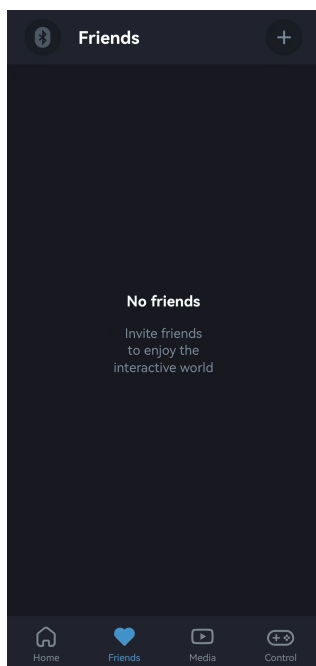 Friends
No friends
Invite friends
to enjoy the
interactive world
Home
Friends
Media
Control